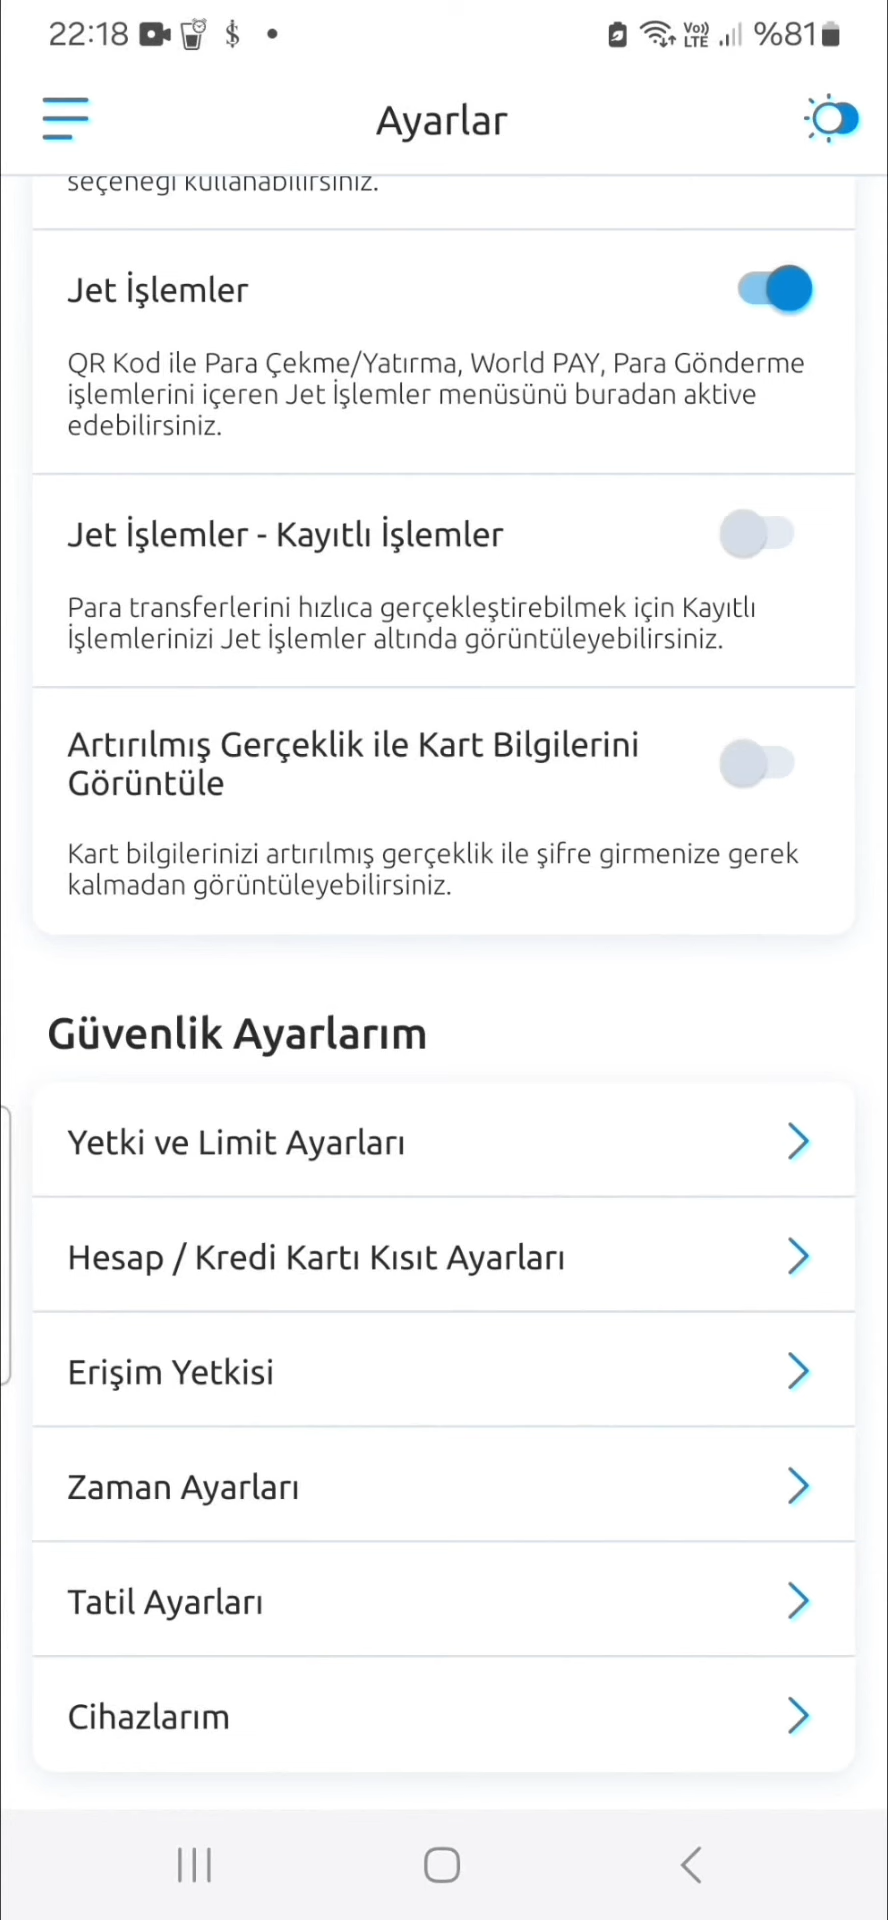 22:18 $ Vo)) LTE %81
Ayarlar
seçeneği kullanabilirsiniz.
Jet İşlemler
QR Kod ile Para Çekme/Yatırma, World PAY, Para Gönderme
işlemlerini içeren Jet İşlemler menüsünü buradan aktive
edebilirsiniz.
Jet İşlemler - Kayıtlı İşlemler
Para transferlerini hızlıca gerçekleştirebilmek için Kayıtlı
İşlemlerinizi Jet İşlemler altında görüntüleyebilirsiniz.
Artırılmış Gerçeklik ile Kart Bilgilerini
Görüntüle
Kart bilgilerinizi artırılmış gerçeklik ile şifre girmenize gerek
kalmadan görüntüleyebilirsiniz.
Güvenlik Ayarlarım
Yetki ve Limit Ayarları
Hesap / Kredi Kartı Kısıt Ayarları
Erişim Yetkisi
Zaman Ayarları
Tatil Ayarları
Cihazlarım